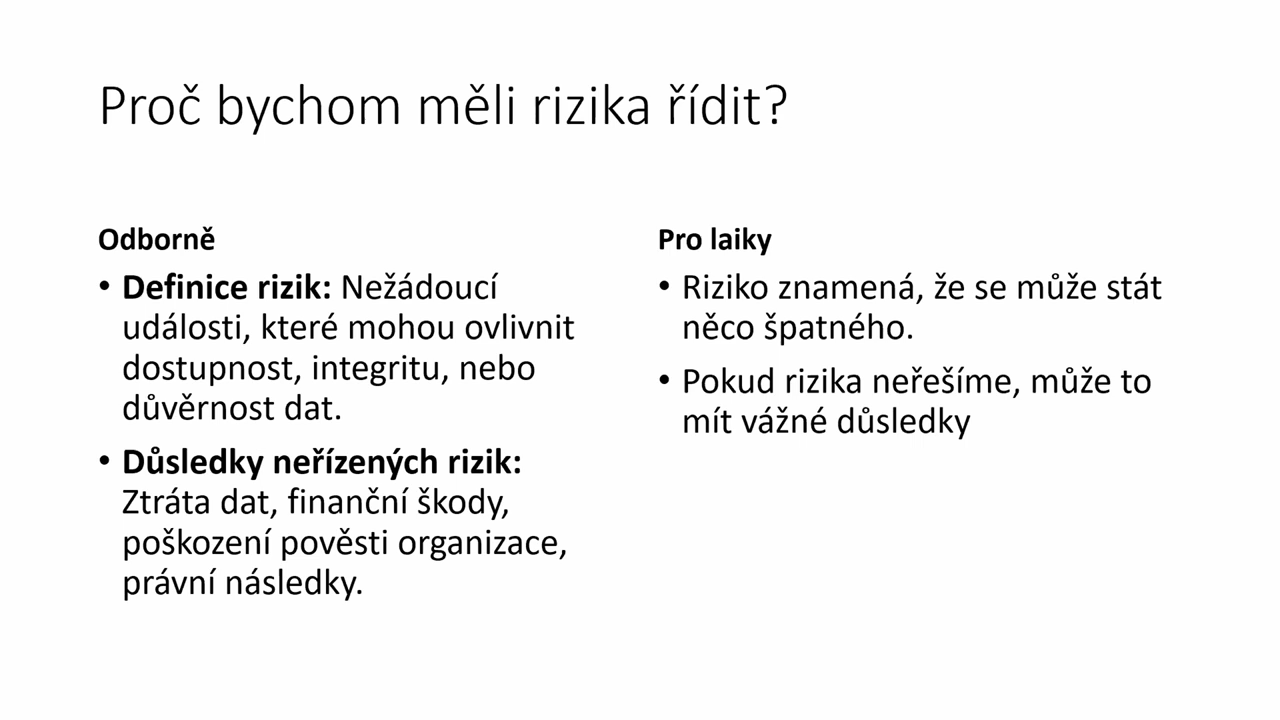 Proč bychom měli rizika řídit?
Odborně
• Definice rizik: Nežádoucí
události, které mohou ovlivnit
dostupnost, integritu, nebo
důvěrnost dat.
• Důsledky neřízených rizik:
Ztráta dat, finanční škody,
poškození pověsti organizace,
právní následky.
Pro laiky
• Riziko znamená, že se může stát
něco špatného.
• Pokud rizika neřešíme, může to
mít vážné důsledky